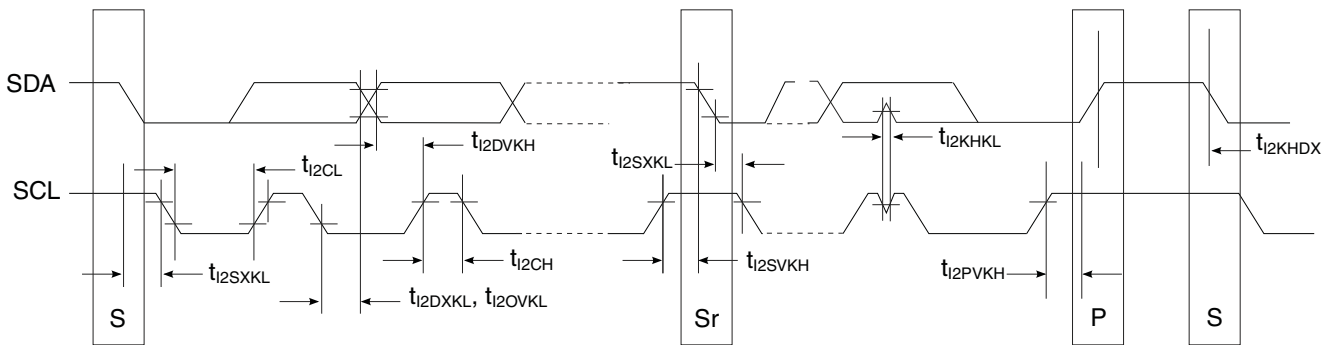 SDA
tI2DVKH
tI2KHKL
tI2KHDX
tI2SXKL
tI2CL
SCL
tI2SXKL
tI2CH
tI2SVKH
tI2PVKH
tI2DXKL, tI2OVKL
S
Sr
P
S